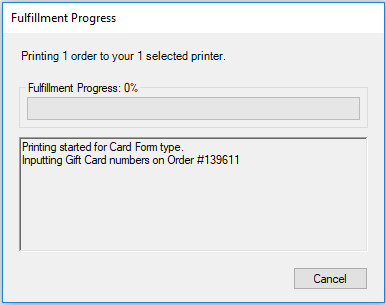 Fulfillment Progress
Printing 1 order to your 1 selected printer.
Fulfillment Progress: 0%
Printing started for Card Form type.
Inputting Gift Card numbers on Order #139611
Cancel